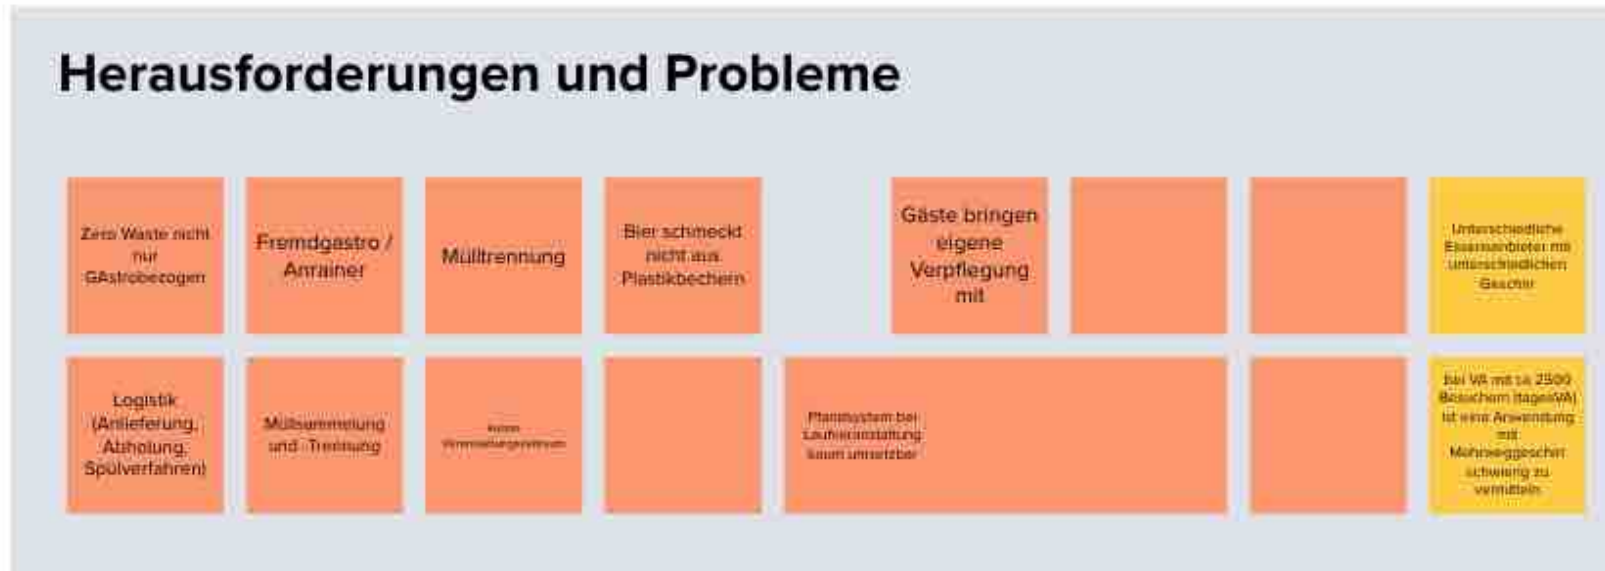 Herausforderungen und Probleme
Zero Waste nicht
nur
GAstrobezogen
Fremdgastro /
Anrainer
Mülltrennung
Bier schmeckt
nicht aus
Plastikbechern
Gäste bringen
eigene
Verpflegung
mit
Unterschiedliche
Essensanbieter mit
unterschiedlichen
Geschirr
Logistik
(Anlieferung,
Abholung,
Spülverfahren)
Müllsammelung
und -Trennung
Pfandsystem bei
Laufveranstaltung
kaum umsetzbar
bei VA mit ca 2500
Besuchern (tagesVA)
ist eine Anwendung
mit
Mehrweggeschirr
schwierig zu
vermitteln